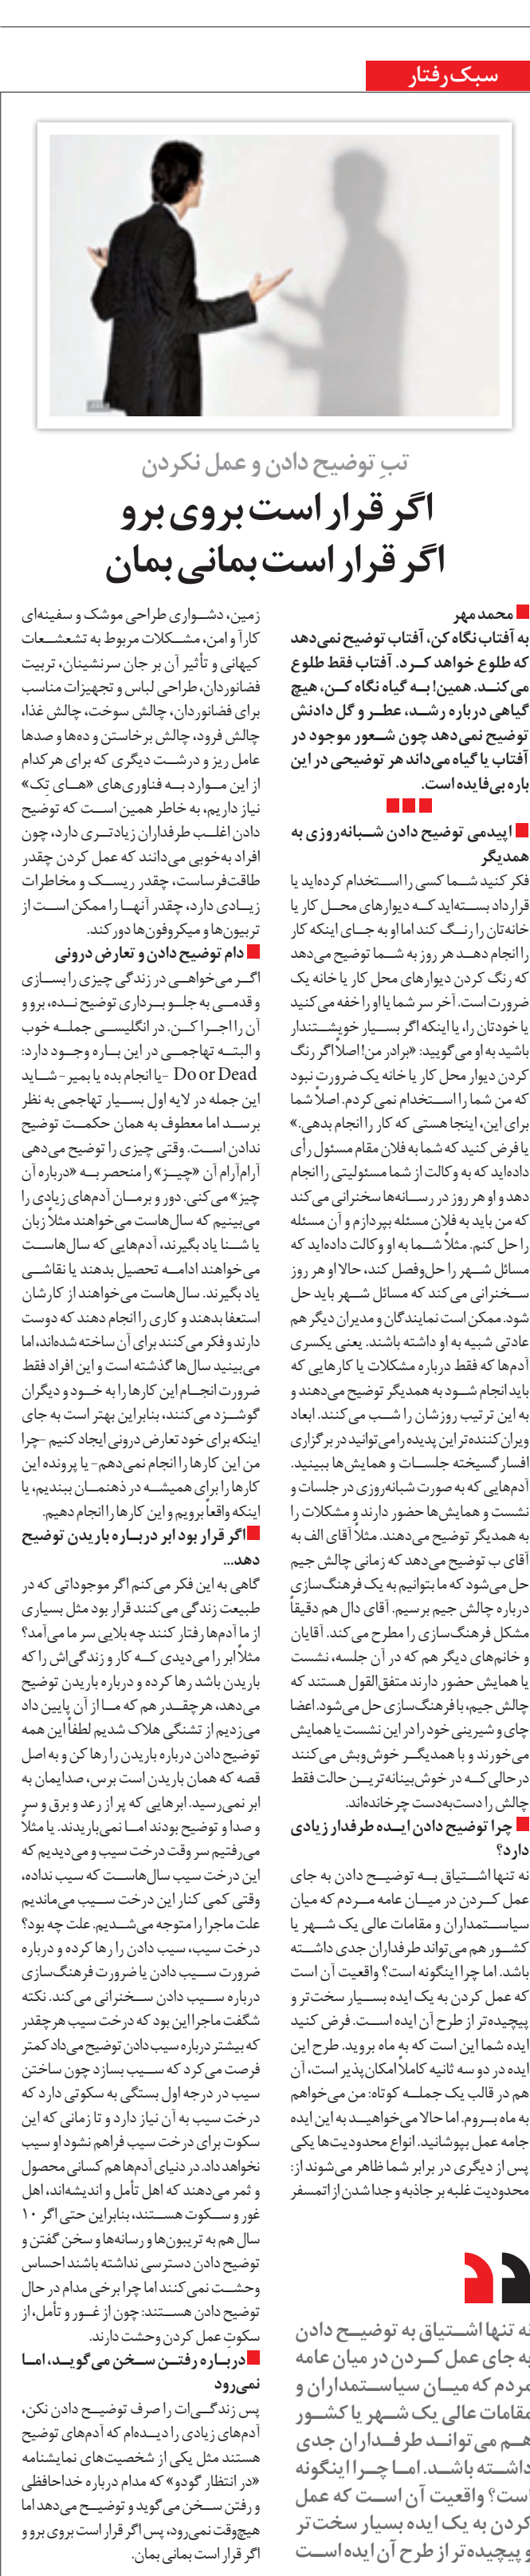 سبک‌رفتار
تبِ توضیح دادن و عمل نکردن
اگر قرار است بروی برو
اگر قرار است بمانی بمان
محمد مهر
به آفتاب نگاه کن، آفتاب توضیح نمی‌دهد
که طلوع خواهد کرد. آفتاب فقط طلوع
می‌کند. همین! به گیاه نگاه کن، هیچ
گیاهی درباره رشد، عطر و گل دادنش
توضیح نمی‌دهد چون شعور موجود در
آفتاب یا گیاه می‌داند هر توضیحی در این
باره بی‌فایده است.
اپیدمی توضیح دادن شبانه‌روزی به
همدیگر
فکر کنید شما کسی را استخدام کرده‌اید یا
قرارداد بسته‌اید که دیوارهای محل کار یا
خانه‌تان را رنگ کند اما او به جای اینکه کار
را انجام دهد هر روز به شما توضیح می‌دهد
که رنگ کردن دیوارهای محل کار یا خانه یک
ضرورت است. آخر سر شما یا او را خفه می‌کنید
یا خودتان را، یا اینکه اگر بسیار خویشتندار
باشید به او می‌گویید: «برادر من! اصلاً اگر رنگ
کردن دیوار محل کار یا خانه یک ضرورت نبود
که من شما را استخدام نمی‌کردم. اصلاً شما
برای این، اینجا هستی که کار را انجام بدهی.»
یا فرض کنید که شما به فلان مقام مسئول رأی
داده‌اید که به وکالت از شما مسئولیتی را انجام
دهد و او هر روز در رسانه‌ها سخنرانی می‌کند
که من باید به فلان مسئله بپردازم و آن مسئله
را حل کنم. مثلاً شما به او وکالت داده‌اید که
مسائل شهر را حل‌وفصل کند، حالا او هر روز
سخنرانی می‌کند که مسائل شهر باید حل
شود. ممکن است نمایندگان و مدیران دیگر هم
عادتی شبیه به او داشته باشند. یعنی یکسری
آدم‌ها که فقط درباره مشکلات یا کارهایی که
باید انجام شود به همدیگر توضیح می‌دهند و
به این ترتیب روزشان را شب می‌کنند. ابعاد
ویران‌کننده‌تر این پدیده را می‌توانید در برگزاری
افسارگسیخته جلسات و همایش‌ها ببینید.
آدم‌هایی که به صورت شبانه‌روزی در جلسات و
نشست و همایش‌ها حضور دارند و مشکلات را
به همدیگر توضیح می‌دهند. مثلاً آقای الف به
آقای ب توضیح می‌دهد که زمانی چالش جیم
حل می‌شود که ما بتوانیم به یک فرهنگ‌سازی
درباره چالش جیم برسیم. آقای دال هم دقیقاً
مشکل فرهنگ‌سازی را مطرح می‌کند. آقایان
و خانم‌های دیگر هم که در آن جلسه، نشست
یا همایش حضور دارند متفق‌القول هستند که
چالش جیم، با فرهنگ‌سازی حل می‌شود. اعضا
چای و شیرینی خود را در این نشست یا همایش
می‌خورند و با همدیگر خوش‌وبش می‌کنند
درحالی‌که در خوش‌بینانه‌ترین حالت فقط
چالش را دست‌به‌دست چرخانده‌اند.
چرا توضیح دادن ایده طرفدار زیادی
دارد؟
نه تنها اشتیاق به توضیح دادن به جای
عمل کردن در میان عامه مردم که میان
سیاستمداران و مقامات عالی یک شهر یا
کشور هم می‌تواند طرفداران جدی داشته
باشد. اما چرا اینگونه است؟ واقعیت آن است
که عمل کردن به یک ایده بسیار سخت‌تر و
پیچیده‌تر از طرح آن ایده است. فرض کنید
ایده شما این است که به ماه بروید. طرح این
ایده در دو سه ثانیه کاملاً امکان‌پذیر است، آن
هم در قالب یک جمله کوتاه: من می‌خواهم
به ماه بروم. اما حالا می‌خواهید به این ایده
جامه عمل بپوشانید. انواع محدودیت‌ها یکی
پس از دیگری در برابر شما ظاهر می‌شوند از:
محدودیت غلبه بر جاذبه و جدا شدن از اتمسفر
نه تنها اشتیاق به توضیح دادن
به جای عمل کردن در میان عامه
مردم که میان سیاستمداران و
مقامات عالی یک شهر یا کشور
هم می‌تواند طرفداران جدی
داشته باشد. اما چرا اینگونه
است؟ واقعیت آن است که عمل
کردن به یک ایده بسیار سخت‌تر
و پیچیده‌تر از طرح آن ایده است
زمین، دشواری طراحی موشک و سفینه‌ای
کارآ و امن، مشکلات مربوط به تشعشعات
کیهانی و تأثیر آن بر جان سرنشینان، تربیت
فضانوردان، طراحی لباس و تجهیزات مناسب
برای فضانوردان، چالش سوخت، چالش غذا،
چالش فرود، چالش برخاستن و ده‌ها و صدها
عامل ریز و درشت دیگری که برای هرکدام
از این موارد به فناوری‌های «های تِک»
نیاز داریم، به خاطر همین است که توضیح
دادن اغلب طرفداران زیادتری دارد، چون
افراد به‌خوبی می‌دانند که عمل کردن چقدر
طاقت‌فرساست، چقدر ریسک و مخاطرات
زیادی دارد، چقدر آنها را ممکن است از
تریبون‌ها و میکروفون‌ها دور کند.
دام توضیح دادن و تعارض درونی
اگر می‌خواهی در زندگی چیزی را بسازی
و قدمی به جلو برداری توضیح نده، برو و
آن را اجرا کن. در انگلیسی جمله خوب
و البته تهاجمی در این باره وجود دارد:
Do or Dead -یا انجام بده یا بمیر- شاید
این جمله در لایه اول بسیار تهاجمی به نظر
برسد اما معطوف به همان حکمت توضیح
ندادن است. وقتی چیزی را توضیح می‌دهی
آرام‌آرام آن «چیز» را منحصر به «درباره آن
چیز» می‌کنی. دور و برمان آدم‌های زیادی را
می‌بینیم که سال‌هاست می‌خواهند مثلاً زبان
یا شنا یاد بگیرند، آدم‌هایی که سال‌هاست
می‌خواهند ادامه تحصیل بدهند یا نقاشی
یاد بگیرند. سال‌هاست می‌خواهند از کارشان
استعفا بدهند و کاری را انجام دهند که دوست
دارند و فکر می‌کنند برای آن ساخته شده‌اند، اما
می‌بینید سال‌ها گذشته است و این افراد فقط
ضرورت انجام این کارها را به خود و دیگران
گوشزد می‌کنند، بنابراین بهتر است به جای
اینکه برای خود تعارض درونی ایجاد کنیم -چرا
من این کارها را انجام نمی‌دهم- یا پرونده این
کارها را برای همیشه در ذهنمان ببندیم، یا
اینکه واقعاً برویم و این کارها را انجام دهیم.
اگر قرار بود ابر درباره باریدن توضیح
دهد...
گاهی به این فکر می‌کنم اگر موجوداتی که در
طبیعت زندگی می‌کنند قرار بود مثل بسیاری
از ما آدم‌ها رفتار کنند چه بلایی سر ما می‌آمد؟
مثلاً ابر را می‌دیدی که کار و زندگی‌اش را که
باریدن باشد رها کرده و درباره باریدن توضیح
می‌دهد، هرچقدر هم که ما از آن پایین داد
می‌زدیم از تشنگی هلاک شدیم لطفاً این همه
توضیح دادن درباره باریدن را رها کن و به اصل
قصه که همان باریدن است برس، صدایمان به
ابر نمی‌رسید. ابرهایی که پر از رعد و برق و سر
و صدا و توضیح بودند اما نمی‌باریدند. یا مثلاً
می‌رفتیم سر وقت درخت سیب و می‌دیدیم که
این درخت سیب سال‌هاست که سیب نداده،
وقتی کمی کنار این درخت سیب می‌ماندیم
علت ماجرا را متوجه می‌شدیم. علت چه بود؟
درخت سیب، سیب دادن را رها کرده و درباره
ضرورت سیب دادن یا ضرورت فرهنگ‌سازی
درباره سیب دادن سخنرانی می‌کند. نکته
شگفت ماجرا این بود که درخت سیب هرچقدر
که بیشتر درباره سیب دادن توضیح می‌داد کمتر
فرصت می‌کرد که سیب بسازد چون ساختن
سیب در درجه اول بستگی به سکوتی دارد که
درخت سیب به آن نیاز دارد و تا زمانی که این
سکوت برای درخت سیب فراهم نشود او سیب
نخواهد داد. در دنیای آدم‌ها هم کسانی محصول
و ثمر می‌دهند که اهل تأمل و اندیشه‌اند، اهل
غور و سکوت هستند، بنابراین حتی اگر ۱۰
سال هم به تریبون‌ها و رسانه‌ها و سخن گفتن و
توضیح دادن دسترسی نداشته باشند احساس
وحشت نمی‌کنند اما چرا برخی مدام در حال
توضیح دادن هستند: چون از غور و تأمل، از
سکوتِ عمل کردن وحشت دارند.
درباره رفتن سخن می‌گوید، اما
نمی‌رود
پس زندگی‌ات را صرف توضیح دادن نکن،
آدم‌های زیادی را دیده‌ام که آدم‌های توضیح
هستند مثل یکی از شخصیت‌های نمایشنامه
«در انتظار گودو» که مدام درباره خداحافظی
و رفتن سخن می‌گوید و توضیح می‌دهد اما
هیچ‌وقت نمی‌رود، پس اگر قرار است بروی برو و
اگر قرار است بمانی بمان.